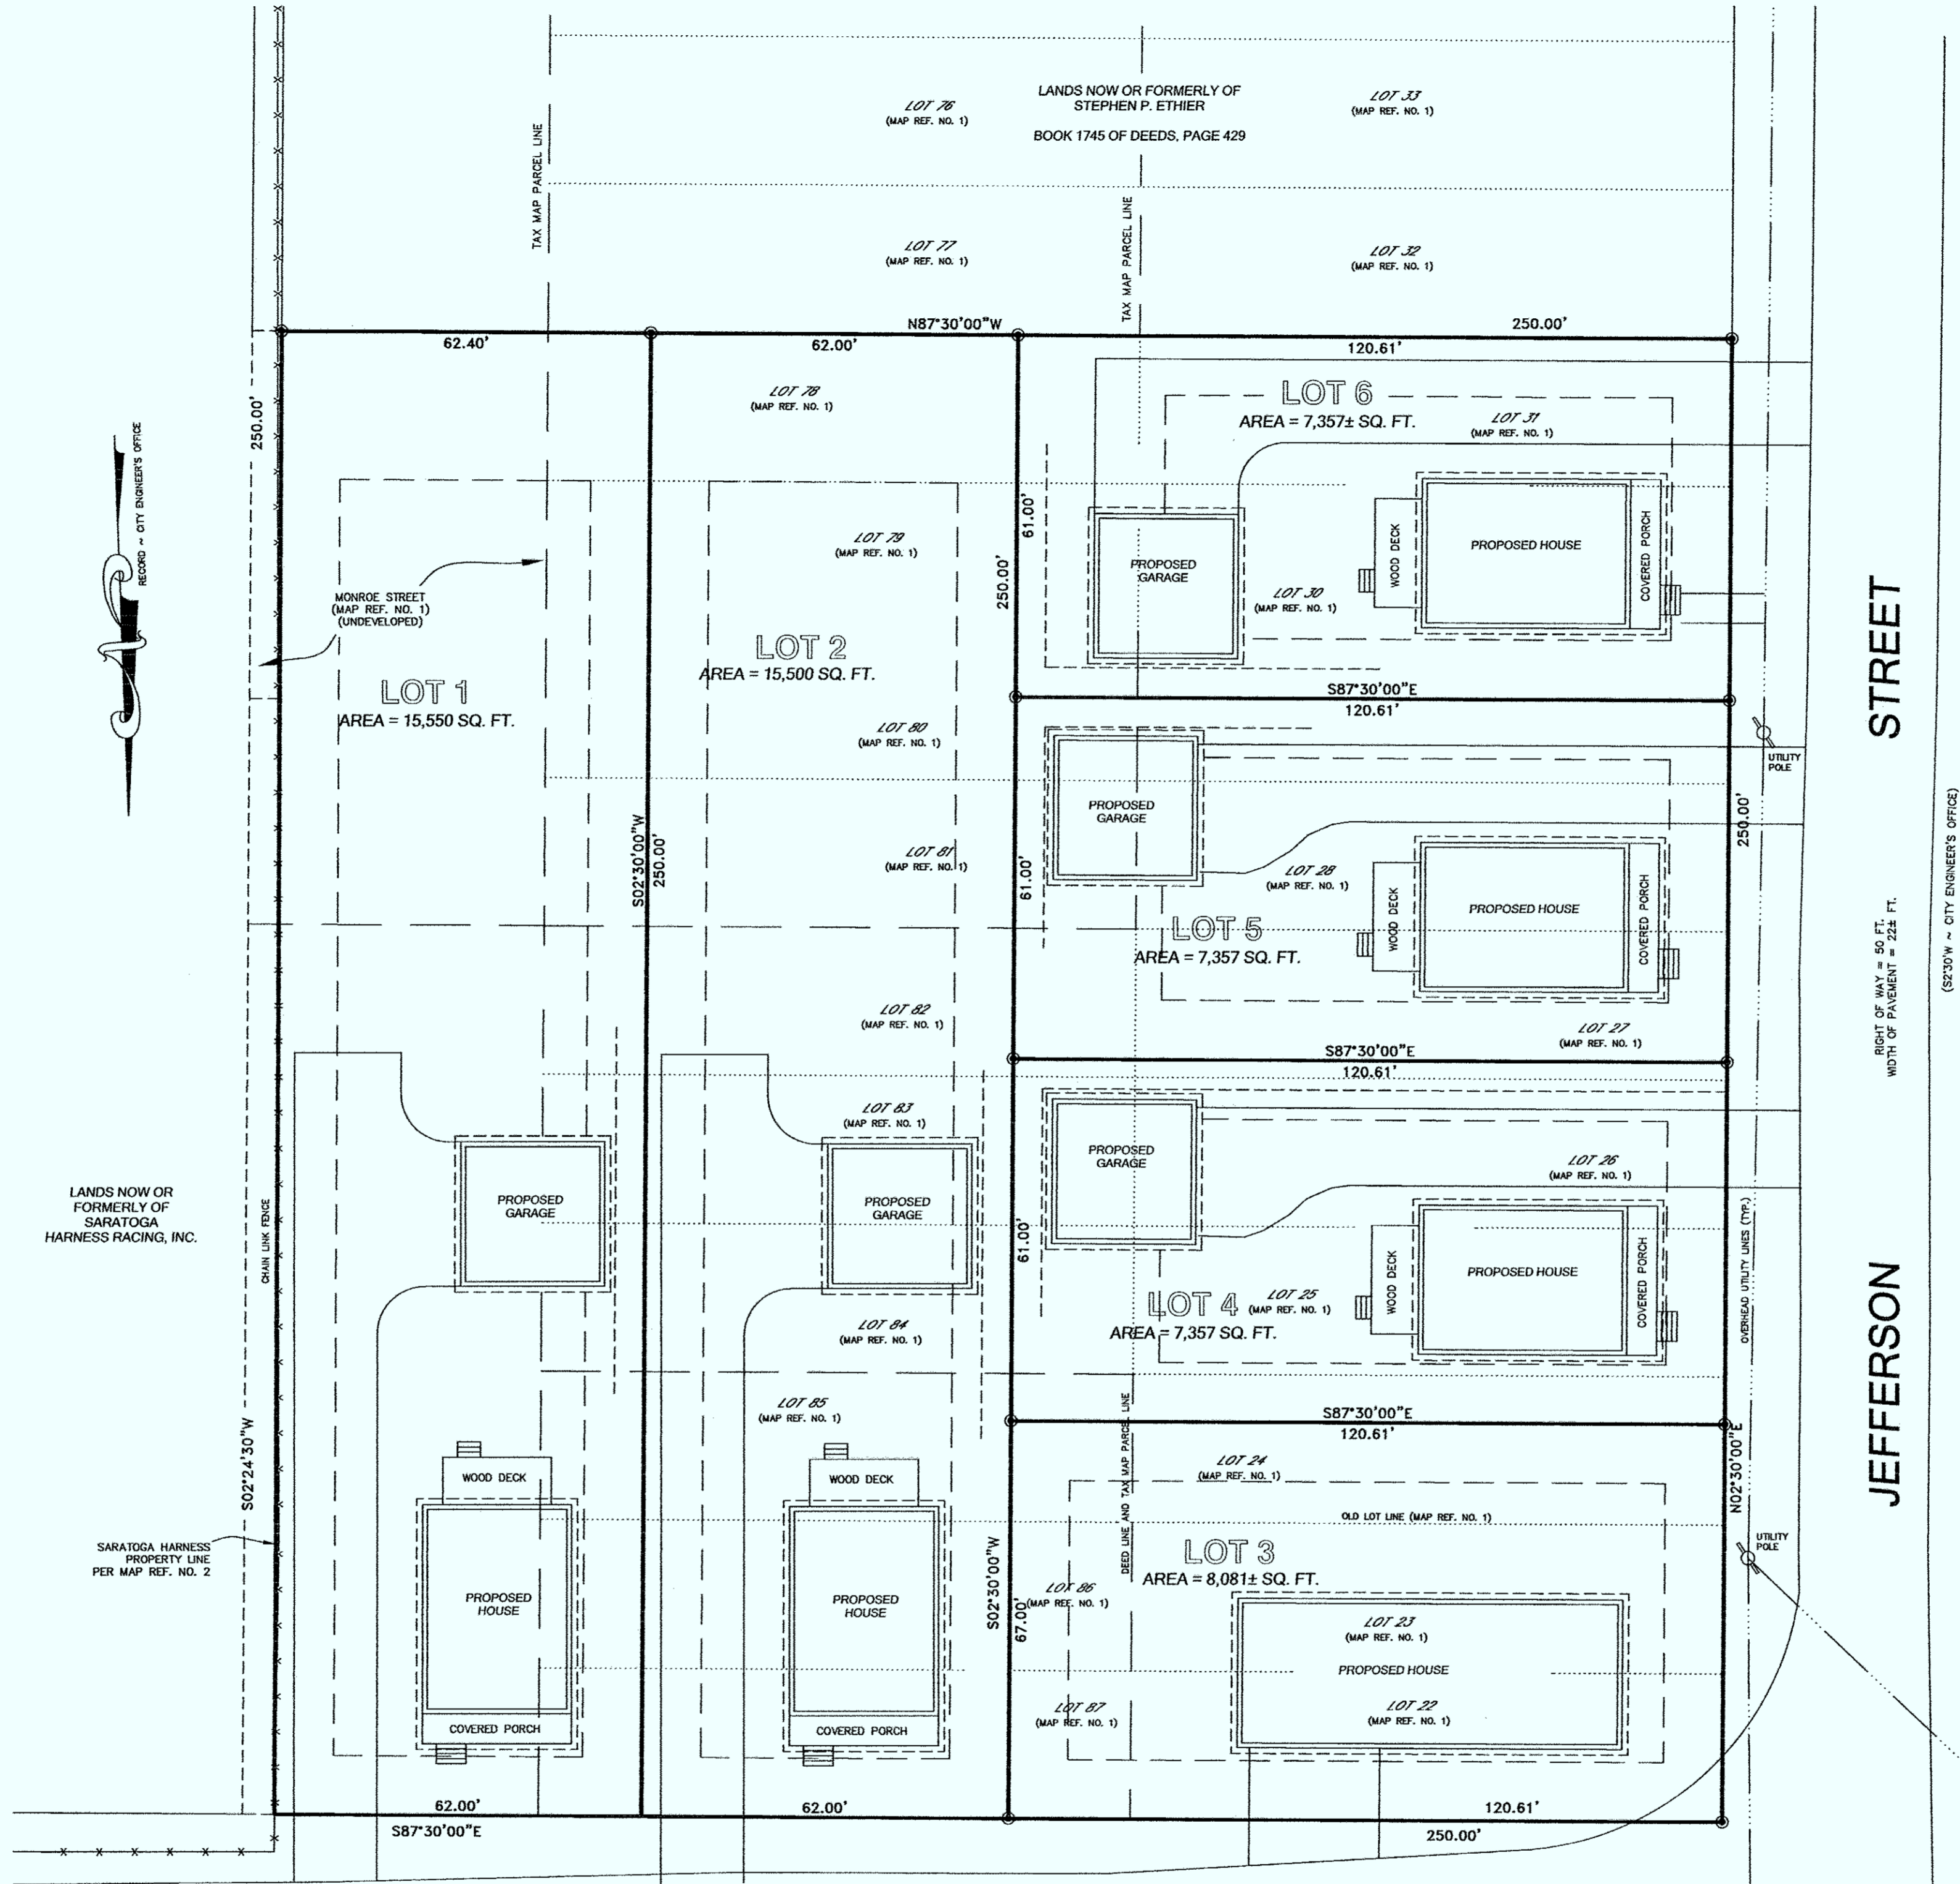 LOT 76
(MAP REF. NO. 1)
LANDS NOW OR FORMERLY OF
STEPHEN P. ETHIER
BOOK 1745 OF DEEDS, PAGE 429
LOT 33
(MAP REF. NO. 1)
TAX MAP PARCEL LINE
TAX MAP PARCEL LINE
LOT 77
(MAP REF. NO. 1)
LOT 32
(MAP REF. NO. 1)
N87°30'00"W
250.00'
62.40'
62.00'
120.61'
250.00'
RECORD ~ CITY ENGINEER'S OFFICE
LOT 78
(MAP REF. NO. 1)
LOT 6
AREA = 7,357± SQ. FT.
LOT 31
(MAP REF. NO. 1)
61.00'
250.00'
LOT 79
(MAP REF. NO. 1)
PROPOSED
GARAGE
LOT 30
(MAP REF. NO. 1)
WOOD DECK
PROPOSED HOUSE
COVERED PORCH
MONROE STREET
(MAP REF. NO. 1)
(UNDEVELOPED)
LOT 1
AREA = 15,550 SQ. FT.
LOT 2
AREA = 15,500 SQ. FT.
S87°30'00"E
120.61'
STREET
LOT 80
(MAP REF. NO. 1)
UTILITY
POLE
PROPOSED
GARAGE
S02°30'00"W
250.00'
LOT 81
(MAP REF. NO. 1)
61.00'
LOT 28
(MAP REF. NO. 1)
WOOD DECK
PROPOSED HOUSE
COVERED PORCH
250.00'
LOT 5
AREA = 7,357 SQ. FT.
RIGHT OF WAY = 50 FT.
WIDTH OF PAVEMENT = 22± FT.
(S2°30'W ~ CITY ENGINEER'S OFFICE)
LOT 82
(MAP REF. NO. 1)
LOT 27
(MAP REF. NO. 1)
S87°30'00"E
120.61'
LOT 83
(MAP REF. NO. 1)
PROPOSED
GARAGE
LOT 26
(MAP REF. NO. 1)
LANDS NOW OR
FORMERLY OF
SARATOGA
HARNESS RACING, INC.
CHAIN LINK FENCE
PROPOSED
GARAGE
PROPOSED
GARAGE
61.00'
WOOD DECK
PROPOSED HOUSE
COVERED PORCH
OVERHEAD UTILITY LINES (TYP.)
LOT 4
AREA = 7,357 SQ. FT.
LOT 25
(MAP REF. NO. 1)
LOT 84
(MAP REF. NO. 1)
JEFFERSON
LOT 85
(MAP REF. NO. 1)
S87°30'00"E
120.61'
S02°24'30"W
WOOD DECK
WOOD DECK
DEED LINE AND TAX MAP PARCEL LINE
LOT 24
(MAP REF. NO. 1)
N02°30'00"E
OLD LOT LINE (MAP REF. NO. 1)
SARATOGA HARNESS
PROPERTY LINE
PER MAP REF. NO. 2
UTILITY
POLE
LOT 3
AREA = 8,081± SQ. FT.
S02°30'00"W
67.00'
LOT 86
(MAP REF. NO. 1)
PROPOSED
HOUSE
PROPOSED
HOUSE
LOT 23
(MAP REF. NO. 1)
PROPOSED HOUSE
LOT 87
(MAP REF. NO. 1)
LOT 22
(MAP REF. NO. 1)
COVERED PORCH
COVERED PORCH
62.00'
62.00'
120.61'
S87°30'00"E
250.00'